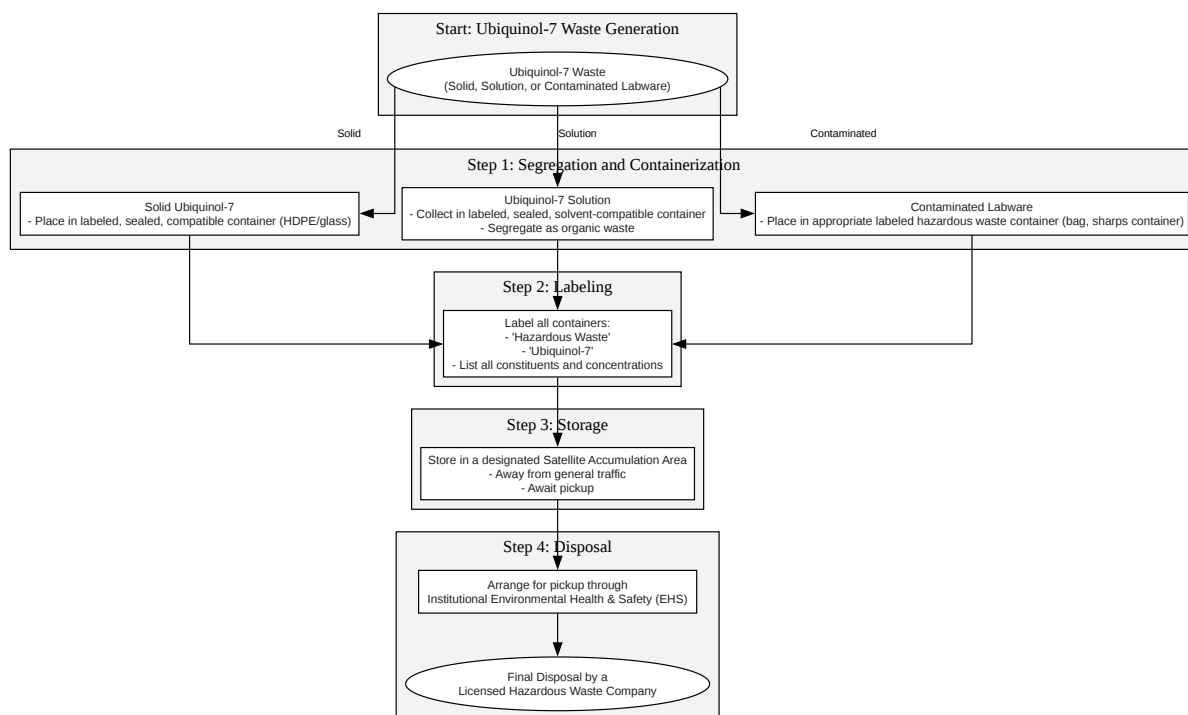 Start: Ubiquinol-7 Waste Generation
Ubiquinol-7 Waste
(Solid, Solution, or Contaminated Labware)
Solid
Solution
Contaminated
Step 1: Segregation and Containerization
Solid Ubiquinol-7
- Place in labeled, sealed, compatible container (HDPE/glass)
Ubiquinol-7 Solution
- Collect in labeled, sealed, solvent-compatible container
- Segregate as organic waste
Contaminated Labware
- Place in appropriate labeled hazardous waste container (bag, sharps container)
Step 2: Labeling
Label all containers:
- 'Hazardous Waste'
- 'Ubiquinol-7'
- List all constituents and concentrations
Step 3: Storage
Store in a designated Satellite Accumulation Area
- Away from general traffic
- Await pickup
Step 4: Disposal
Arrange for pickup through
Institutional Environmental Health & Safety (EHS)
Final Disposal by a
Licensed Hazardous Waste Company